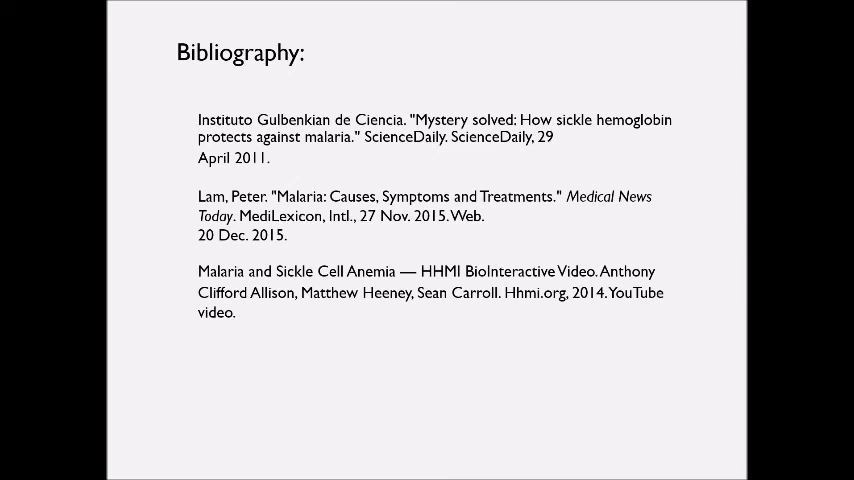 Bibliography:
Instituto Gulbenkian de Ciencia. "Mystery solved: How sickle hemoglobin
protects against malaria." ScienceDaily. ScienceDaily, 29
April 2011.
Lam, Peter. "Malaria: Causes, Symptoms and Treatments." Medical News
Today. MediLexicon, Intl., 27 Nov. 2015. Web.
20 Dec. 2015.
Malaria and Sickle Cell Anemia — HHMI BioInteractive Video. Anthony
Clifford Allison, Matthew Heeney, Sean Carroll. Hhmi.org, 2014. YouTube
video.